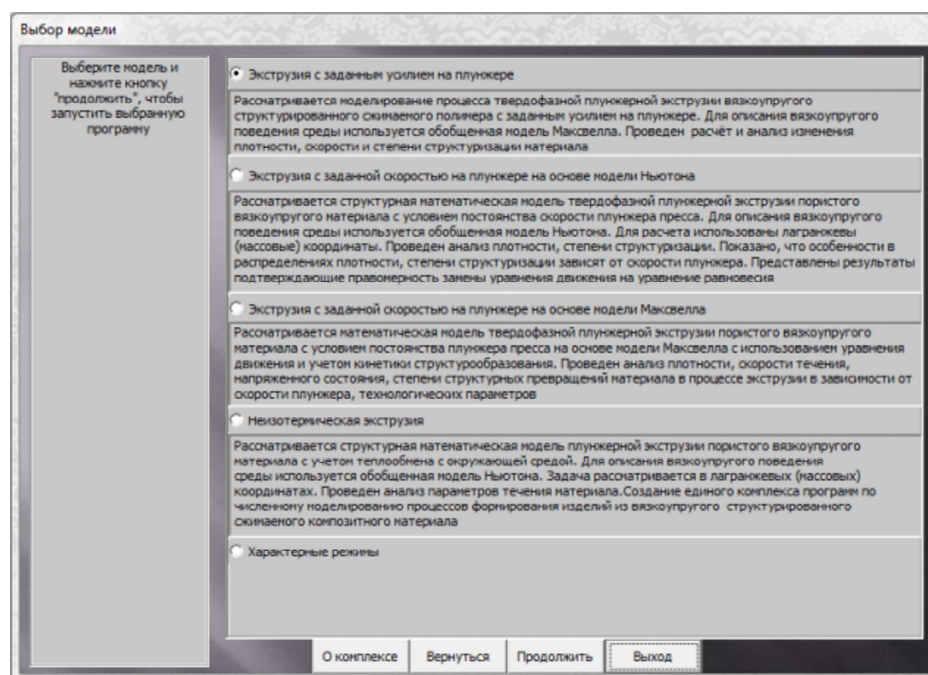 Выбор модели
Выберите модель и
нажмите кнопку
"продолжить", чтобы
запустить выбранную
программу
Экструзия с заданным усилием на плунжере
Рассматривается моделирование процесса твердофазной плунжерной экструзии вязкоупругого
структурированного сжимаемого полимера с заданным усилием на плунжере. Для описания вязкоупругого
поведения среды используется обобщенная модель Максвелла. Проведен расчёт и анализ изменения
плотности, скорости и степени структуризации материала
Экструзия с заданной скоростью на плунжере на основе модели Ньютона
Рассматривается структурная математическая модель твердофазной плунжерной экструзии пористого
вязкоупругого материала с условием постоянства скорости плунжера пресса. Для описания вязкоупругого
поведения среды используется обобщенная модель Ньютона. Для расчета использованы лагранжевы
(массовые) координаты. Проведен анализ плотности, степени структуризации. Показано, что особенности в
распределениях плотности, степени структуризации зависят от скорости плунжера. Представлены результаты
подтверждающие правомерность замены уравнения движения на уравнение равновесия
Экструзия с заданной скоростью на плунжере на основе модели Максвелла
Рассматривается математическая модель твердофазной плунжерной экструзии пористого вязкоупругого
материала с условием постоянства плунжера пресса на основе модели Максвелла с использованием уравнения
движения и учетом кинетики структурообразования. Проведен анализ плотности, скорости течения,
напряженного состояния, степени структурных превращений материала в процессе экструзии в зависимости от
скорости плунжера, технологических параметров
Неизотермическая экструзия
Рассматривается структурная математическая модель плунжерной экструзии пористого вязкоупругого
материала с учетом теплообмена с окружающей средой. Для описания вязкоупругого поведения
среды используется обобщенная модель Ньютона. Задача рассматривается в лагранжевых (массовых)
координатах. Проведен анализ параметров течения материала.Создание единого комплекса программ по
численному моделированию процессов формирования изделий из вязкоупругого структурированного
сжимаемого композитного материала
Характерные режимы
О комплексе
Вернуться
Продолжить
Выход